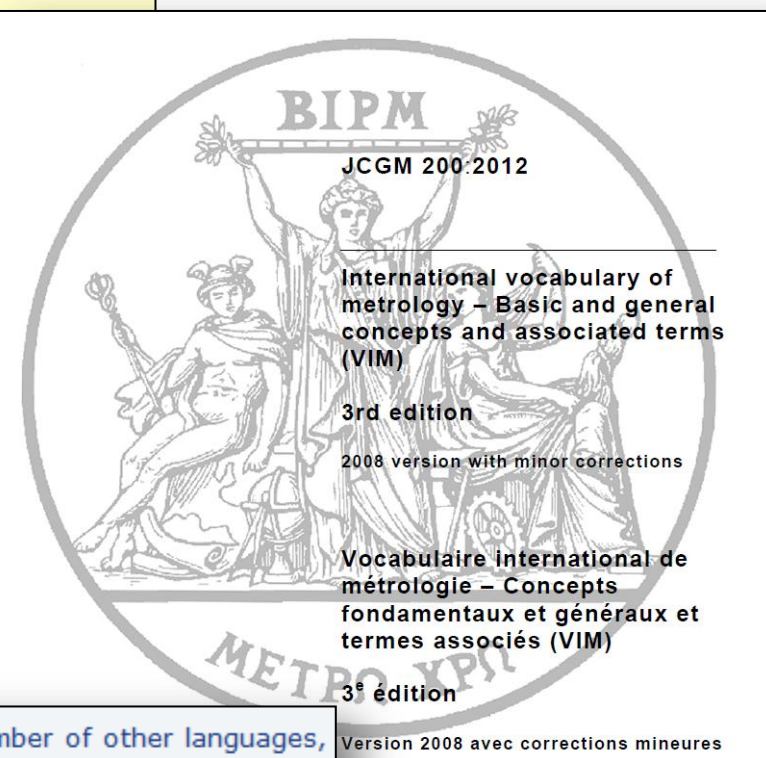 BIPM
JCGM 200:2012
International vocabulary of
metrology – Basic and general
concepts and associated terms
(VIM)
3rd edition
2008 version with minor corrections
Vocabulaire international de
métrologie – Concepts
fondamentaux et généraux et
termes associés (VIM)
ΜΕΤΡΩ ΧΡΩ
3e édition
mber of other languages,
Version 2008 avec corrections mineures